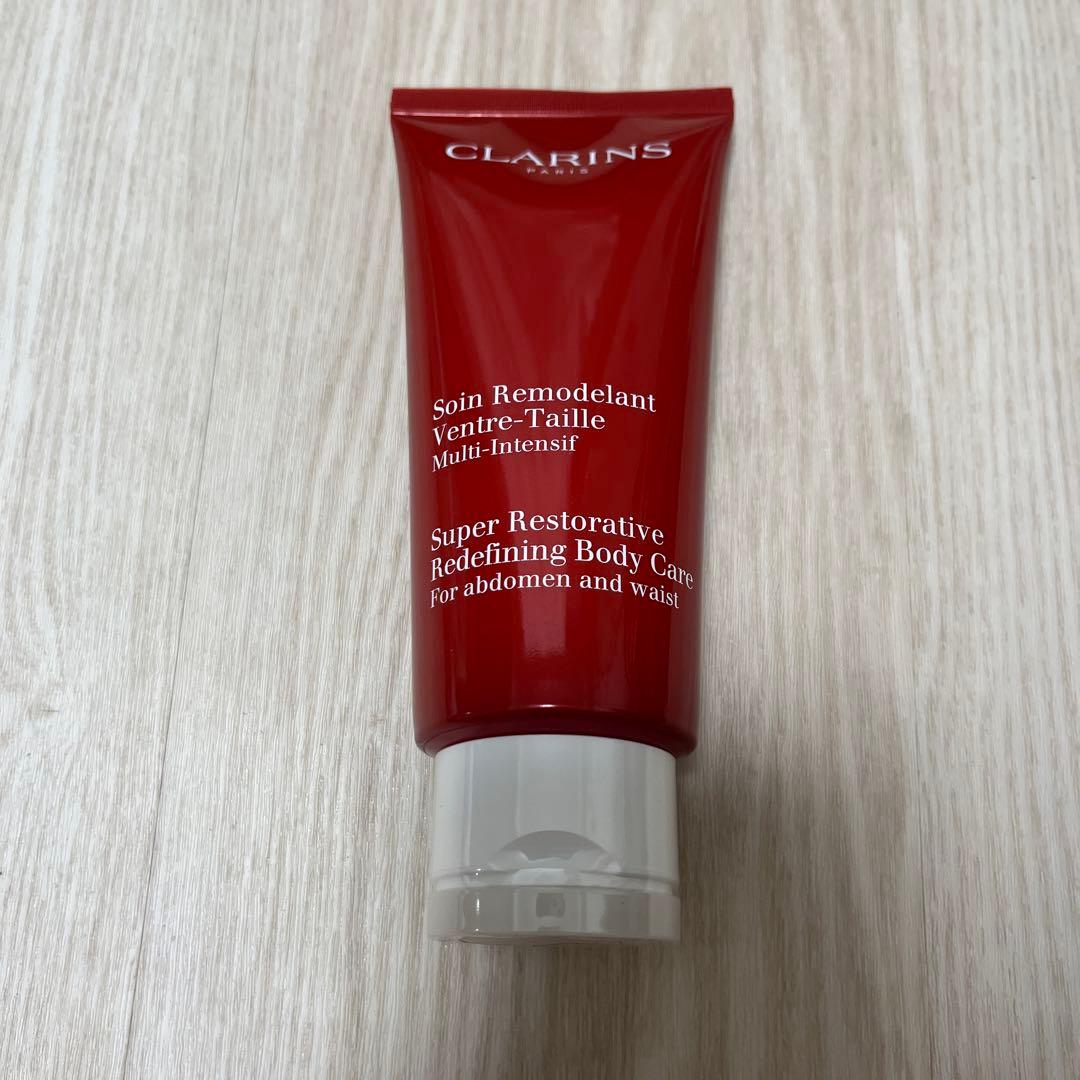 CLARINS
PARIS
Soin Remodelant
Ventre-Taille
Multi-Intensif
Super Restorative
Redefining Body Care
For abdomen and waist